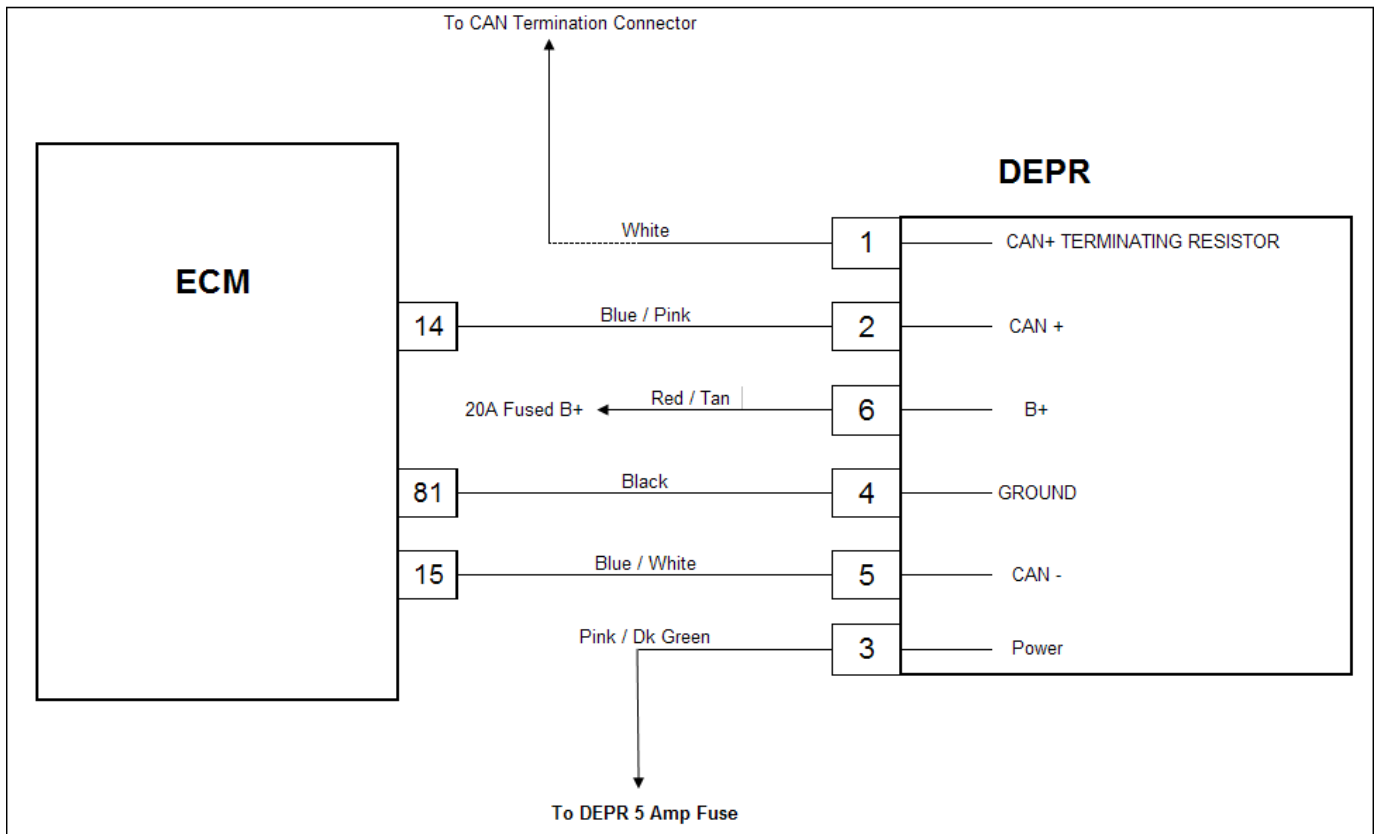 To CAN Termination Connector
DEPR
White
1
CAN+ TERMINATING RESISTOR
ECM
14
Blue / Pink
2
CAN +
20A Fused B+
Red / Tan
6
B+
81
Black
4
GROUND
15
Blue / White
5
CAN -
Pink / Dk Green
3
Power
To DEPR 5 Amp Fuse